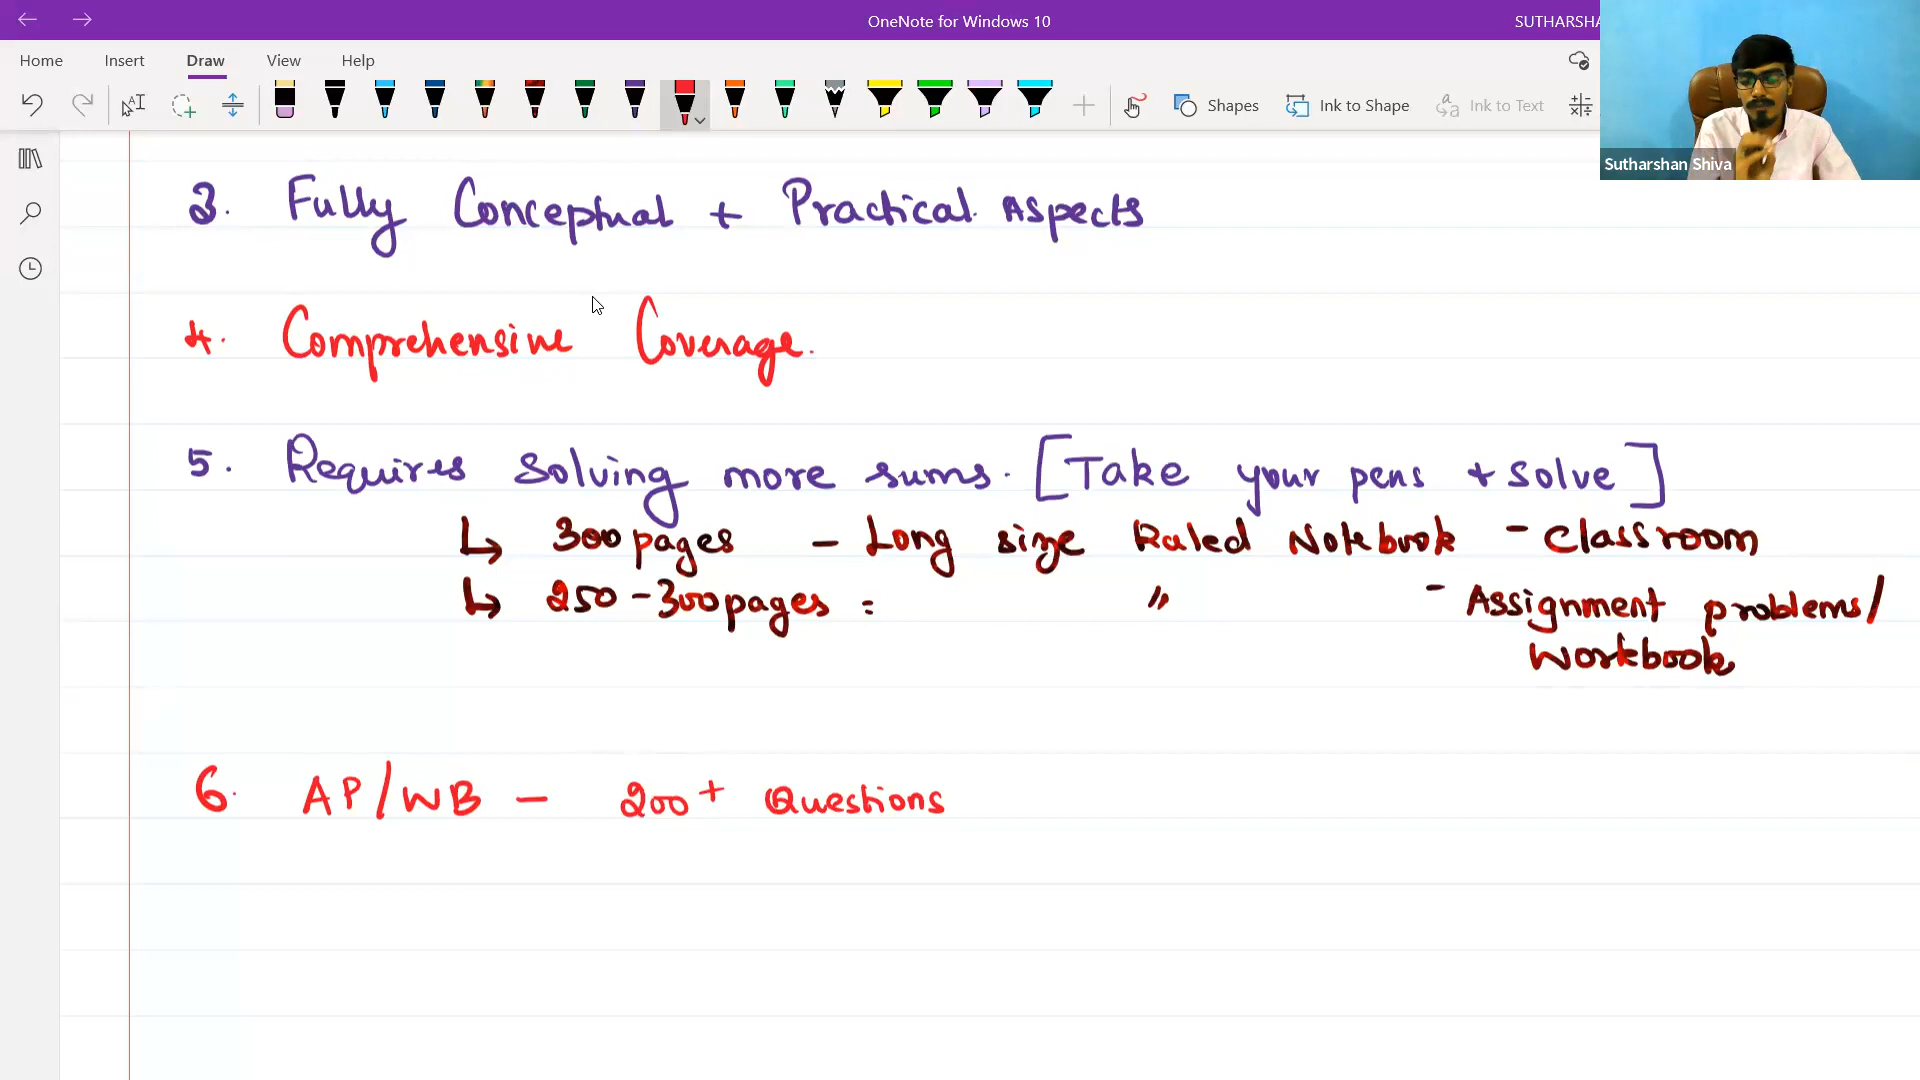 OneNote for Windows 10
SUTHARSHA
Home Insert Draw View Help
Shapes Ink to Shape Ink to Text
Sutharshan Shiva
3. Fully Conceptual + Practical Aspects
4. Comprehensive Coverage.
5. Requires solving more sums. [Take your pens + solve]
↳ 300 pages - Long size Ruled Notebook - classroom
↳ 250-300 pages = " - Assignment problems/
Workbook
6. AP/WB - 200+ Questions